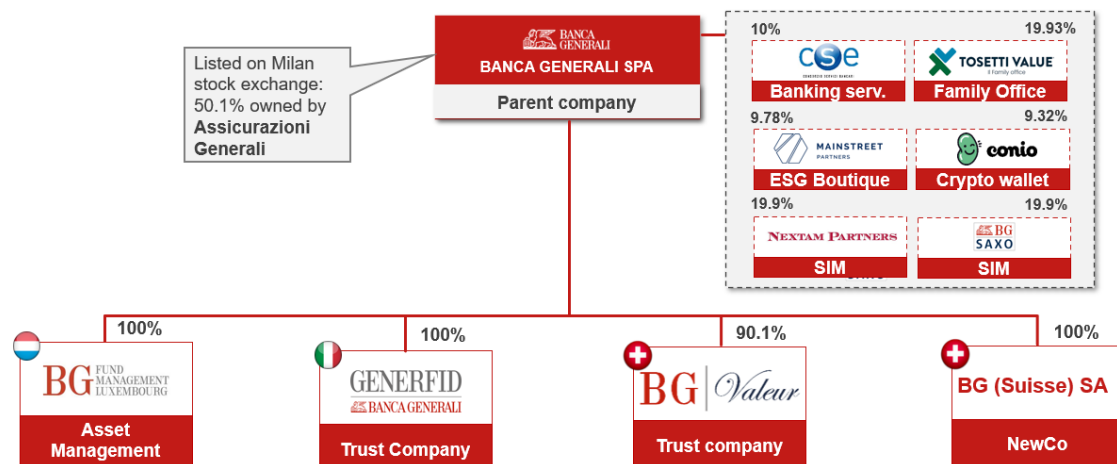 BANCA
GENERALI
BANCA GENERALI SPA
Parent company
Listed on Milan
stock exchange:
50.1% owned by
Assicurazioni
Generali
10%
19.93%
cse
CONSORZIO SERVIZI BANCARI
TOSETTI VALUE
Il Family office
Banking serv.
Family Office
9.78%
9.32%
MAINSTREET
PARTNERS
conio
ESG Boutique
Crypto wallet
19.9%
19.9%
NEXTAM PARTNERS
BG
SAXO
SIM
SIM
100%
100%
90.1%
100%
BG FUND
MANAGEMENT
LUXEMBOURG
GENERFID
BANCA GENERALI
BG Valeur
BG (Suisse) SA
Asset
Management
Trust Company
Trust company
NewCo